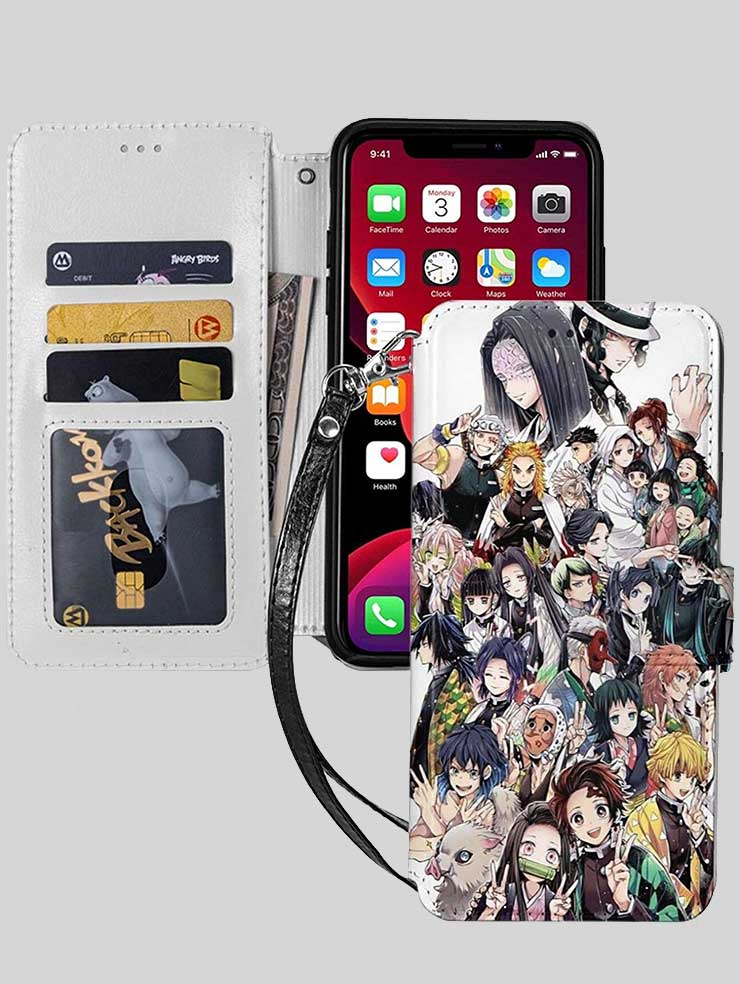 9:41
FaceTime
Monday
3
Calendar
Photos
Camera
Mail
Clock
Maps
Weather
Books
Health
DEBIT
ANGRY BIRDS
BACKKOM